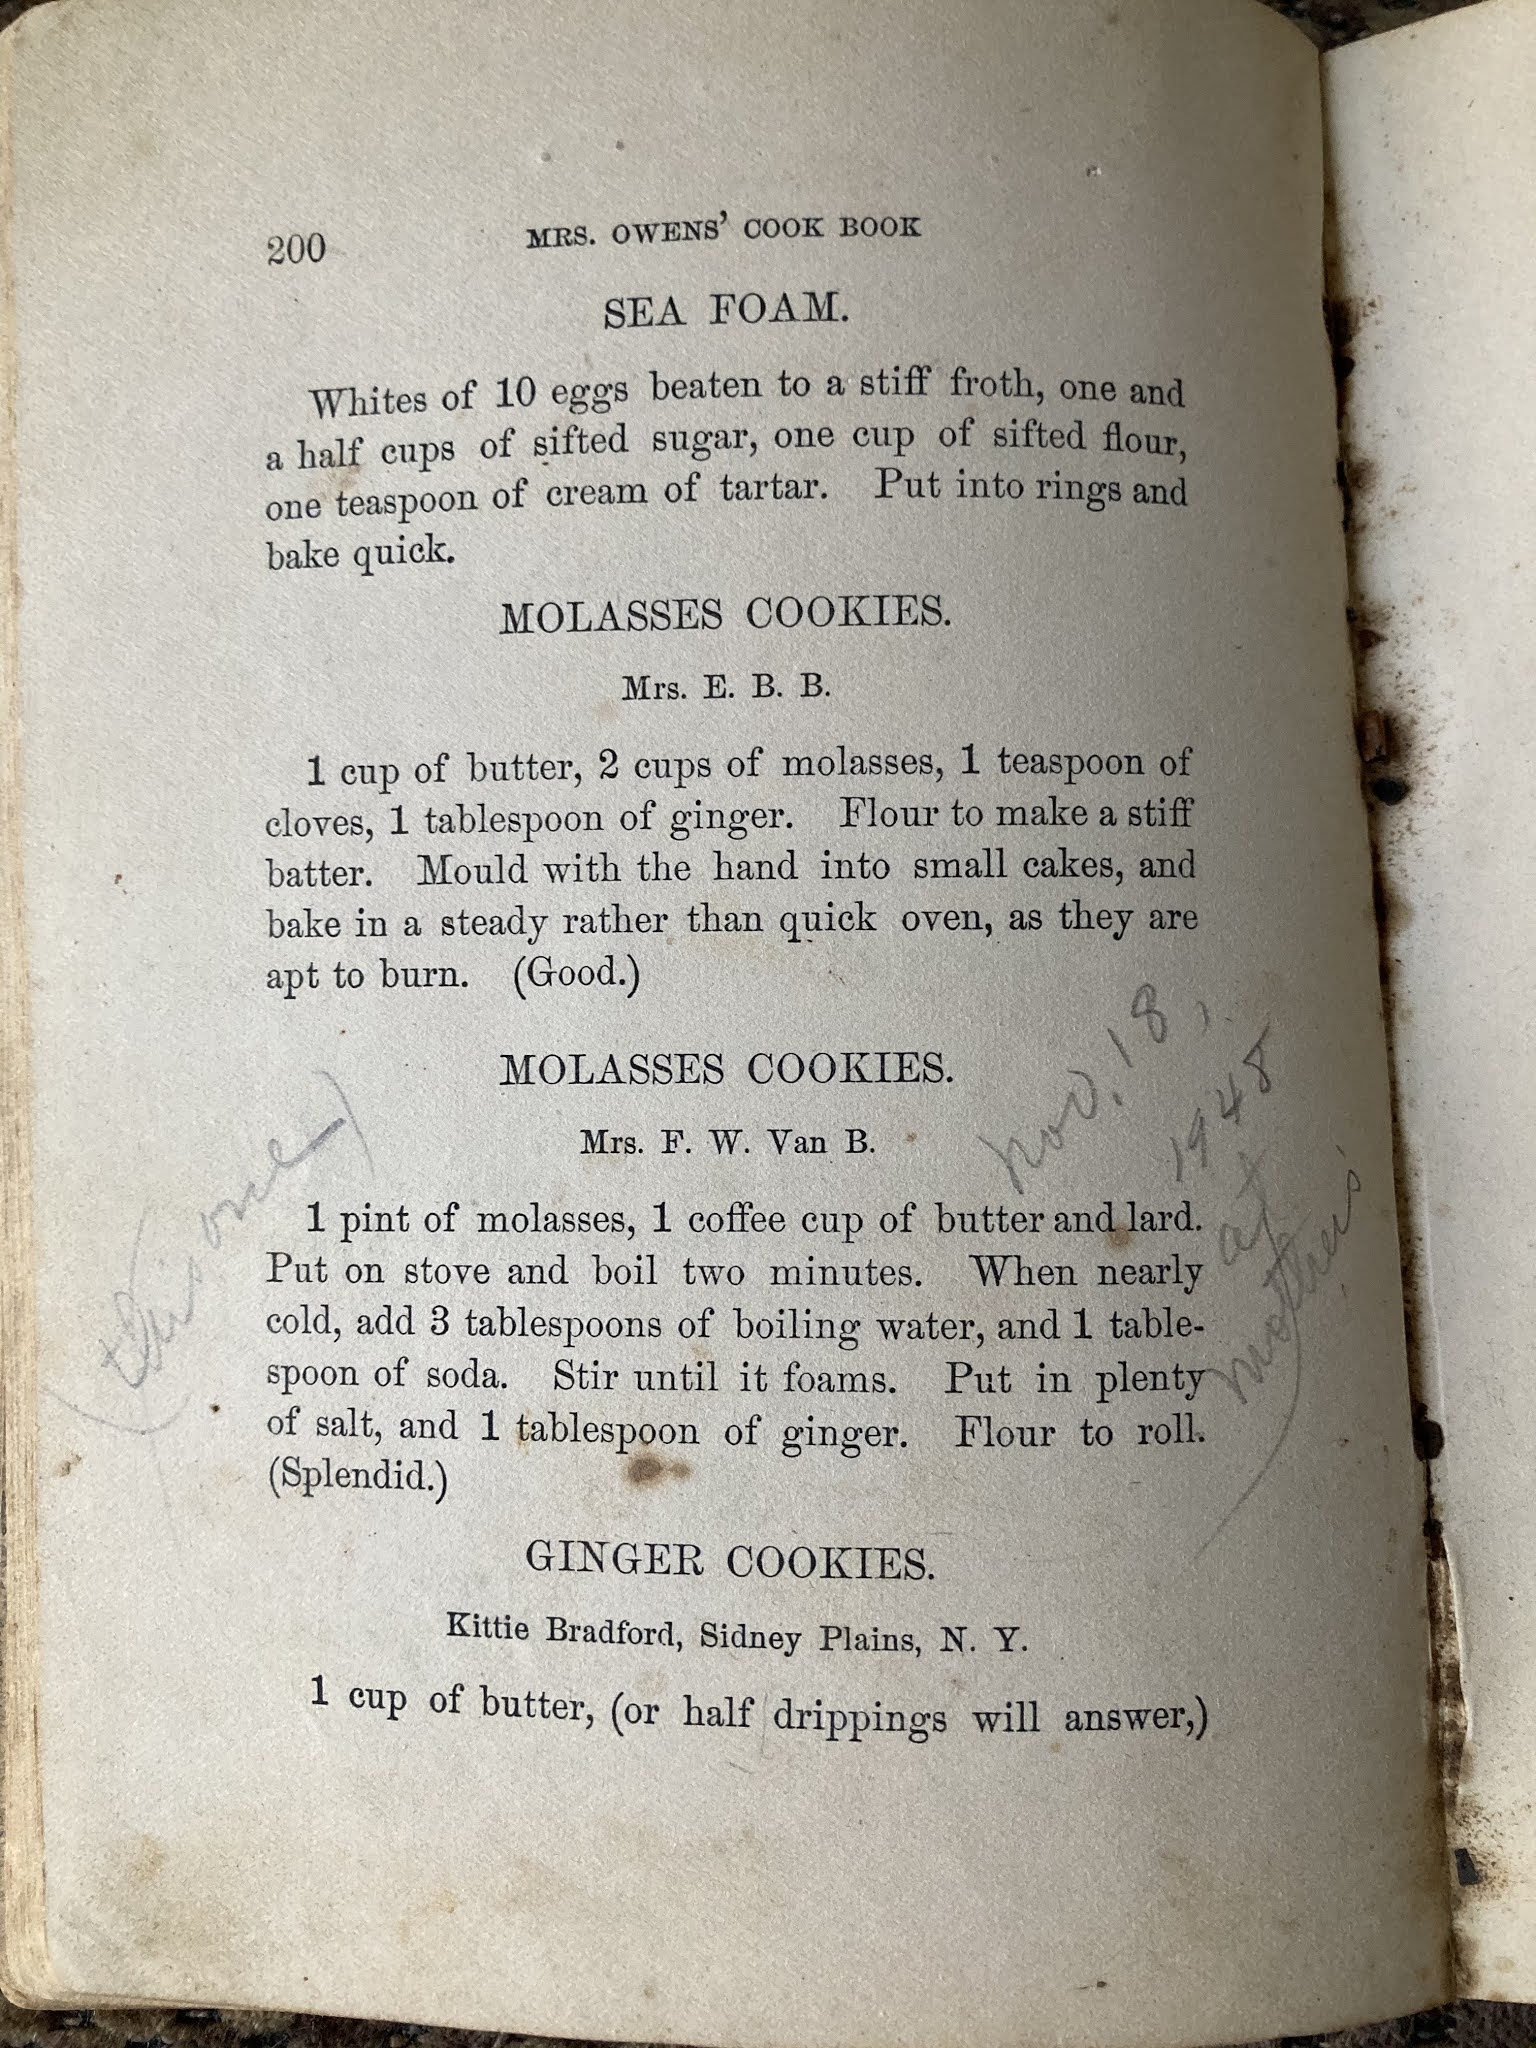 200 MRS. OWENS' COOK BOOK
SEA FOAM.
Whites of 10 eggs beaten to a stiff froth, one and
a half cups of sifted sugar, one cup of sifted flour,
one teaspoon of cream of tartar. Put into rings and
bake quick.
MOLASSES COOKIES.
Mrs. E. B. B.
1 cup of butter, 2 cups of molasses, 1 teaspoon of
cloves, 1 tablespoon of ginger. Flour to make a stiff
batter. Mould with the hand into small cakes, and
bake in a steady rather than quick oven, as they are
apt to burn. (Good.)
MOLASSES COOKIES.
Mrs. F. W. Van B.
1 pint of molasses, 1 coffee cup of butter and lard.
Put on stove and boil two minutes. When nearly
cold, add 3 tablespoons of boiling water, and 1 table-
spoon of soda. Stir until it foams. Put in plenty
of salt, and 1 tablespoon of ginger. Flour to roll.
(Splendid.)
(this one)
Nov. 18,
1948
at
mother's
GINGER COOKIES.
Kittie Bradford, Sidney Plains, N. Y.
1 cup of butter, (or half drippings will answer,)